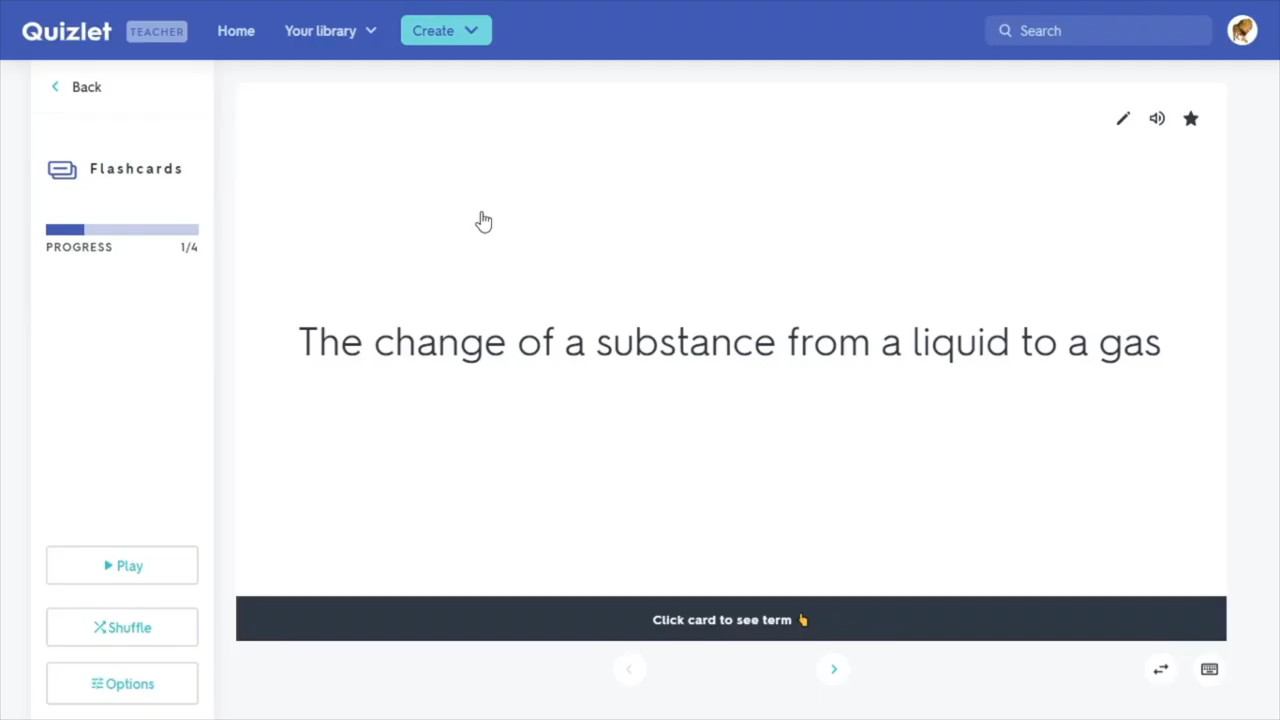 Quizlet TEACHER Home Your library Create Search
Back
Flashcards
PROGRESS 1/4
The change of a substance from a liquid to a gas
Play
Shuffle
Options
Click card to see term